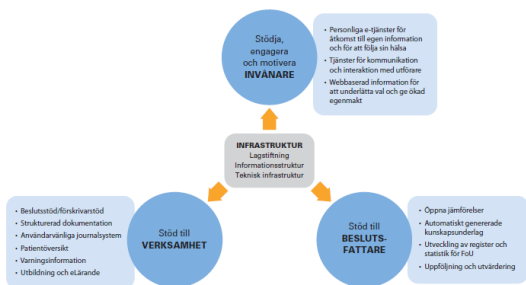 Stödja,
engagera
och motivera
INVÅNARE
• Personliga e-tjänster för
åtkomst till egen information
och för att följa sin hälsa
• Tjänster för kommunikation
och interaktion med utförare
• Webbaserad information för
att underlätta val och ge ökad
egenmakt
INFRASTRUKTUR
Lagstiftning
Informationsstruktur
Teknisk infrastruktur
• Beslutsstöd/förskrivarstöd
• Strukturerad dokumentation
• Användarvänliga journalsystem
• Patientöversikt
• Varningsinformation
• Utbildning och eLärande
Stöd till
VERKSAMHET
Stöd till
BESLUTS-
FATTARE
• Öppna jämförelser
• Automatiskt genererade
kunskapsunderlag
• Utveckling av register och
statistik för FoU
• Uppföljning och utvärdering